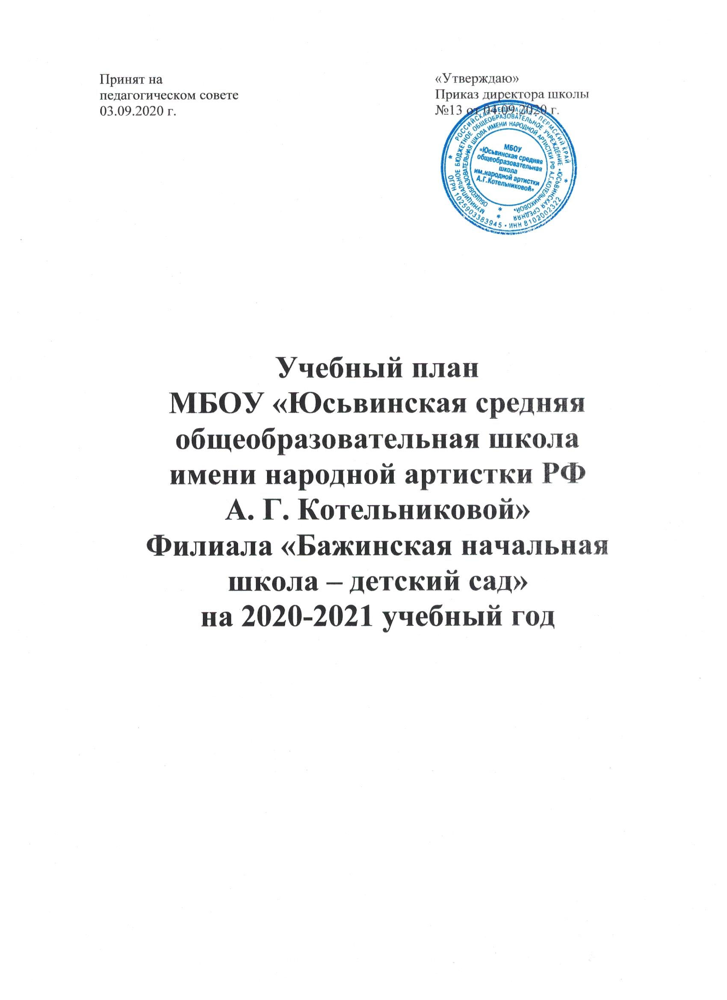 Принят на
педагогическом совете
03.09.2020 г.
«Утверждаю»
Приказ директора школы
№13 от 04.09.2020 г.
РОССИЙСКАЯ ФЕДЕРАЦИЯ • ПЕРМСКИЙ КРАЙ
* ОГРН 1025903383945 • ИНН 8102002322 *
МУНИЦИПАЛЬНОЕ БЮДЖЕТНОЕ ОБЩЕОБРАЗОВАТЕЛЬНОЕ УЧРЕЖДЕНИЕ «ЮСЬВИНСКАЯ СРЕДНЯЯ *
ОБЩЕОБРАЗОВАТЕЛЬНАЯ ШКОЛА ИМЕНИ НАРОДНОЙ АРТИСТКИ РФ А.Г.КОТЕЛЬНИКОВОЙ» *
МБОУ
«Юсьвинская средняя
общеобразовательная
школа
им.народной артистки
А.Г.Котельниковой»
Учебный план
МБОУ «Юсьвинская средняя
общеобразовательная школа
имени народной артистки РФ
А. Г. Котельниковой»
Филиала «Бажинская начальная
школа – детский сад»
на 2020-2021 учебный год